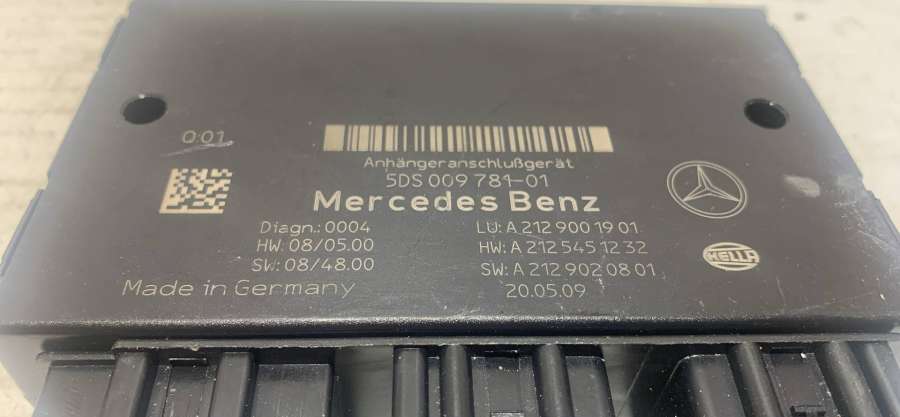 Q:01
Anhängeranschlußgerät
5DS 009 781-01
Mercedes Benz
Diagn.: 0004
HW: 08/05.00
SW: 08/48.00
LU: A 212 900 19 01
HW: A 212 545 12 32
SW: A 212 902 08 01
HELLA
Made in Germany
20.05.09